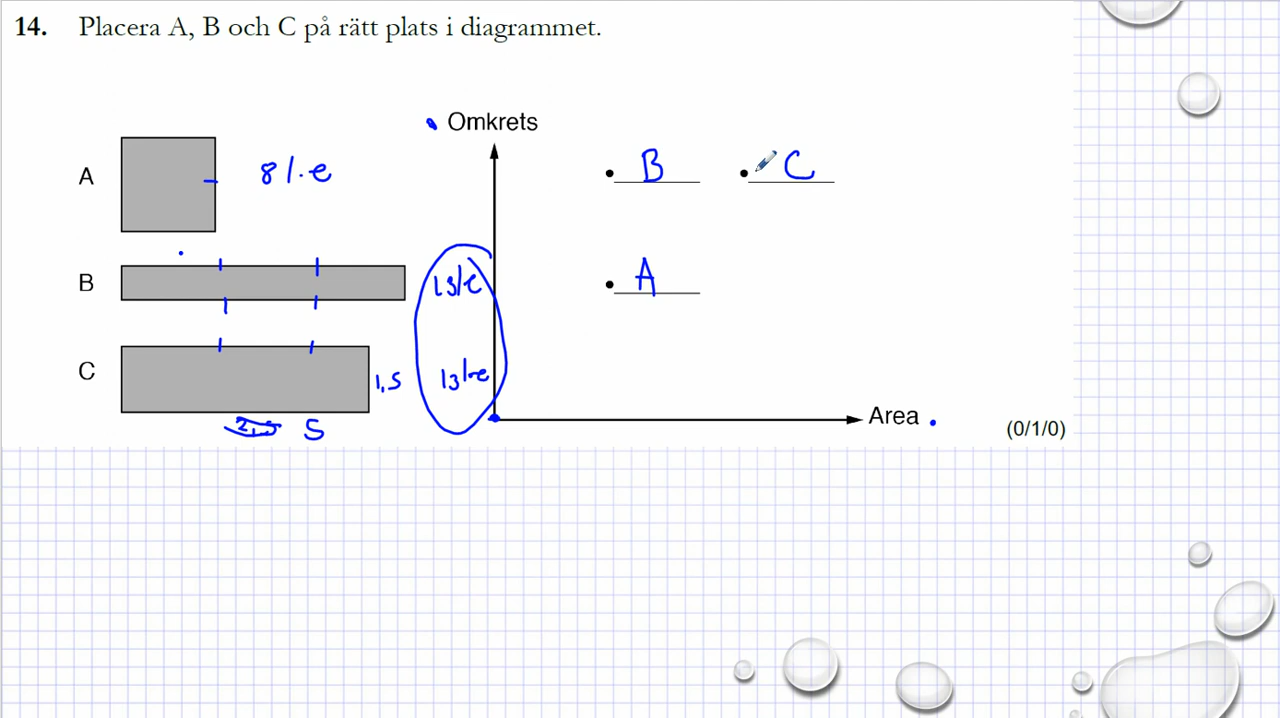 14. Placera A, B och C på rätt plats i diagrammet.
Omkrets
A
8 l.e
B
C
B
13 l.e
A
C
1,5
13 l.e
5
Area
(0/1/0)